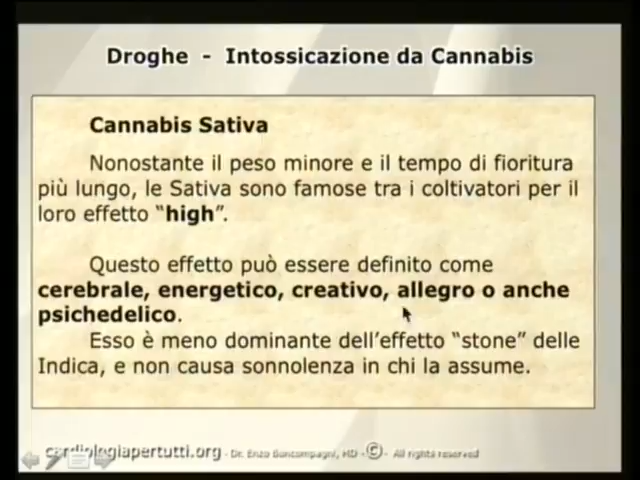 Droghe - Intossicazione da Cannabis
Cannabis Sativa
Nonostante il peso minore e il tempo di fioritura
più lungo, le Sativa sono famose tra i coltivatori per il
loro effetto “high”.
Questo effetto può essere definito come
cerebrale, energetico, creativo, allegro o anche
psichedelico.
Esso è meno dominante dell’effetto “stone” delle
Indica, e non causa sonnolenza in chi la assume.
cardiologiapertutti.org - Dr. Enzo Boncompagni, MD - © - All rights reserved